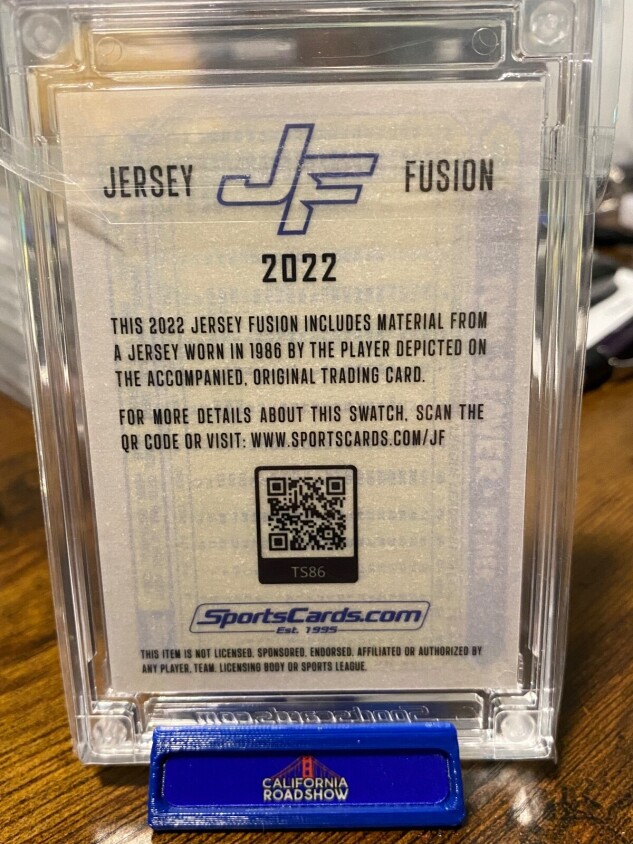 JERSEY JF FUSION
2022
THIS 2022 JERSEY FUSION INCLUDES MATERIAL FROM
A JERSEY WORN IN 1986 BY THE PLAYER DEPICTED ON
THE ACCOMPANIED, ORIGINAL TRADING CARD.
FOR MORE DETAILS ABOUT THIS SWATCH, SCAN THE
QR CODE OR VISIT: WWW.SPORTSCARDS.COM/JF
TS86
SportsCards.com
Est. 1995
THIS ITEM IS NOT LICENSED, SPONSORED, ENDORSED, AFFILIATED OR AUTHORIZED BY
ANY PLAYER, TEAM, LICENSING BODY OR SPORTS LEAGUE.
SportsCards.com
CALIFORNIA
ROADSHOW